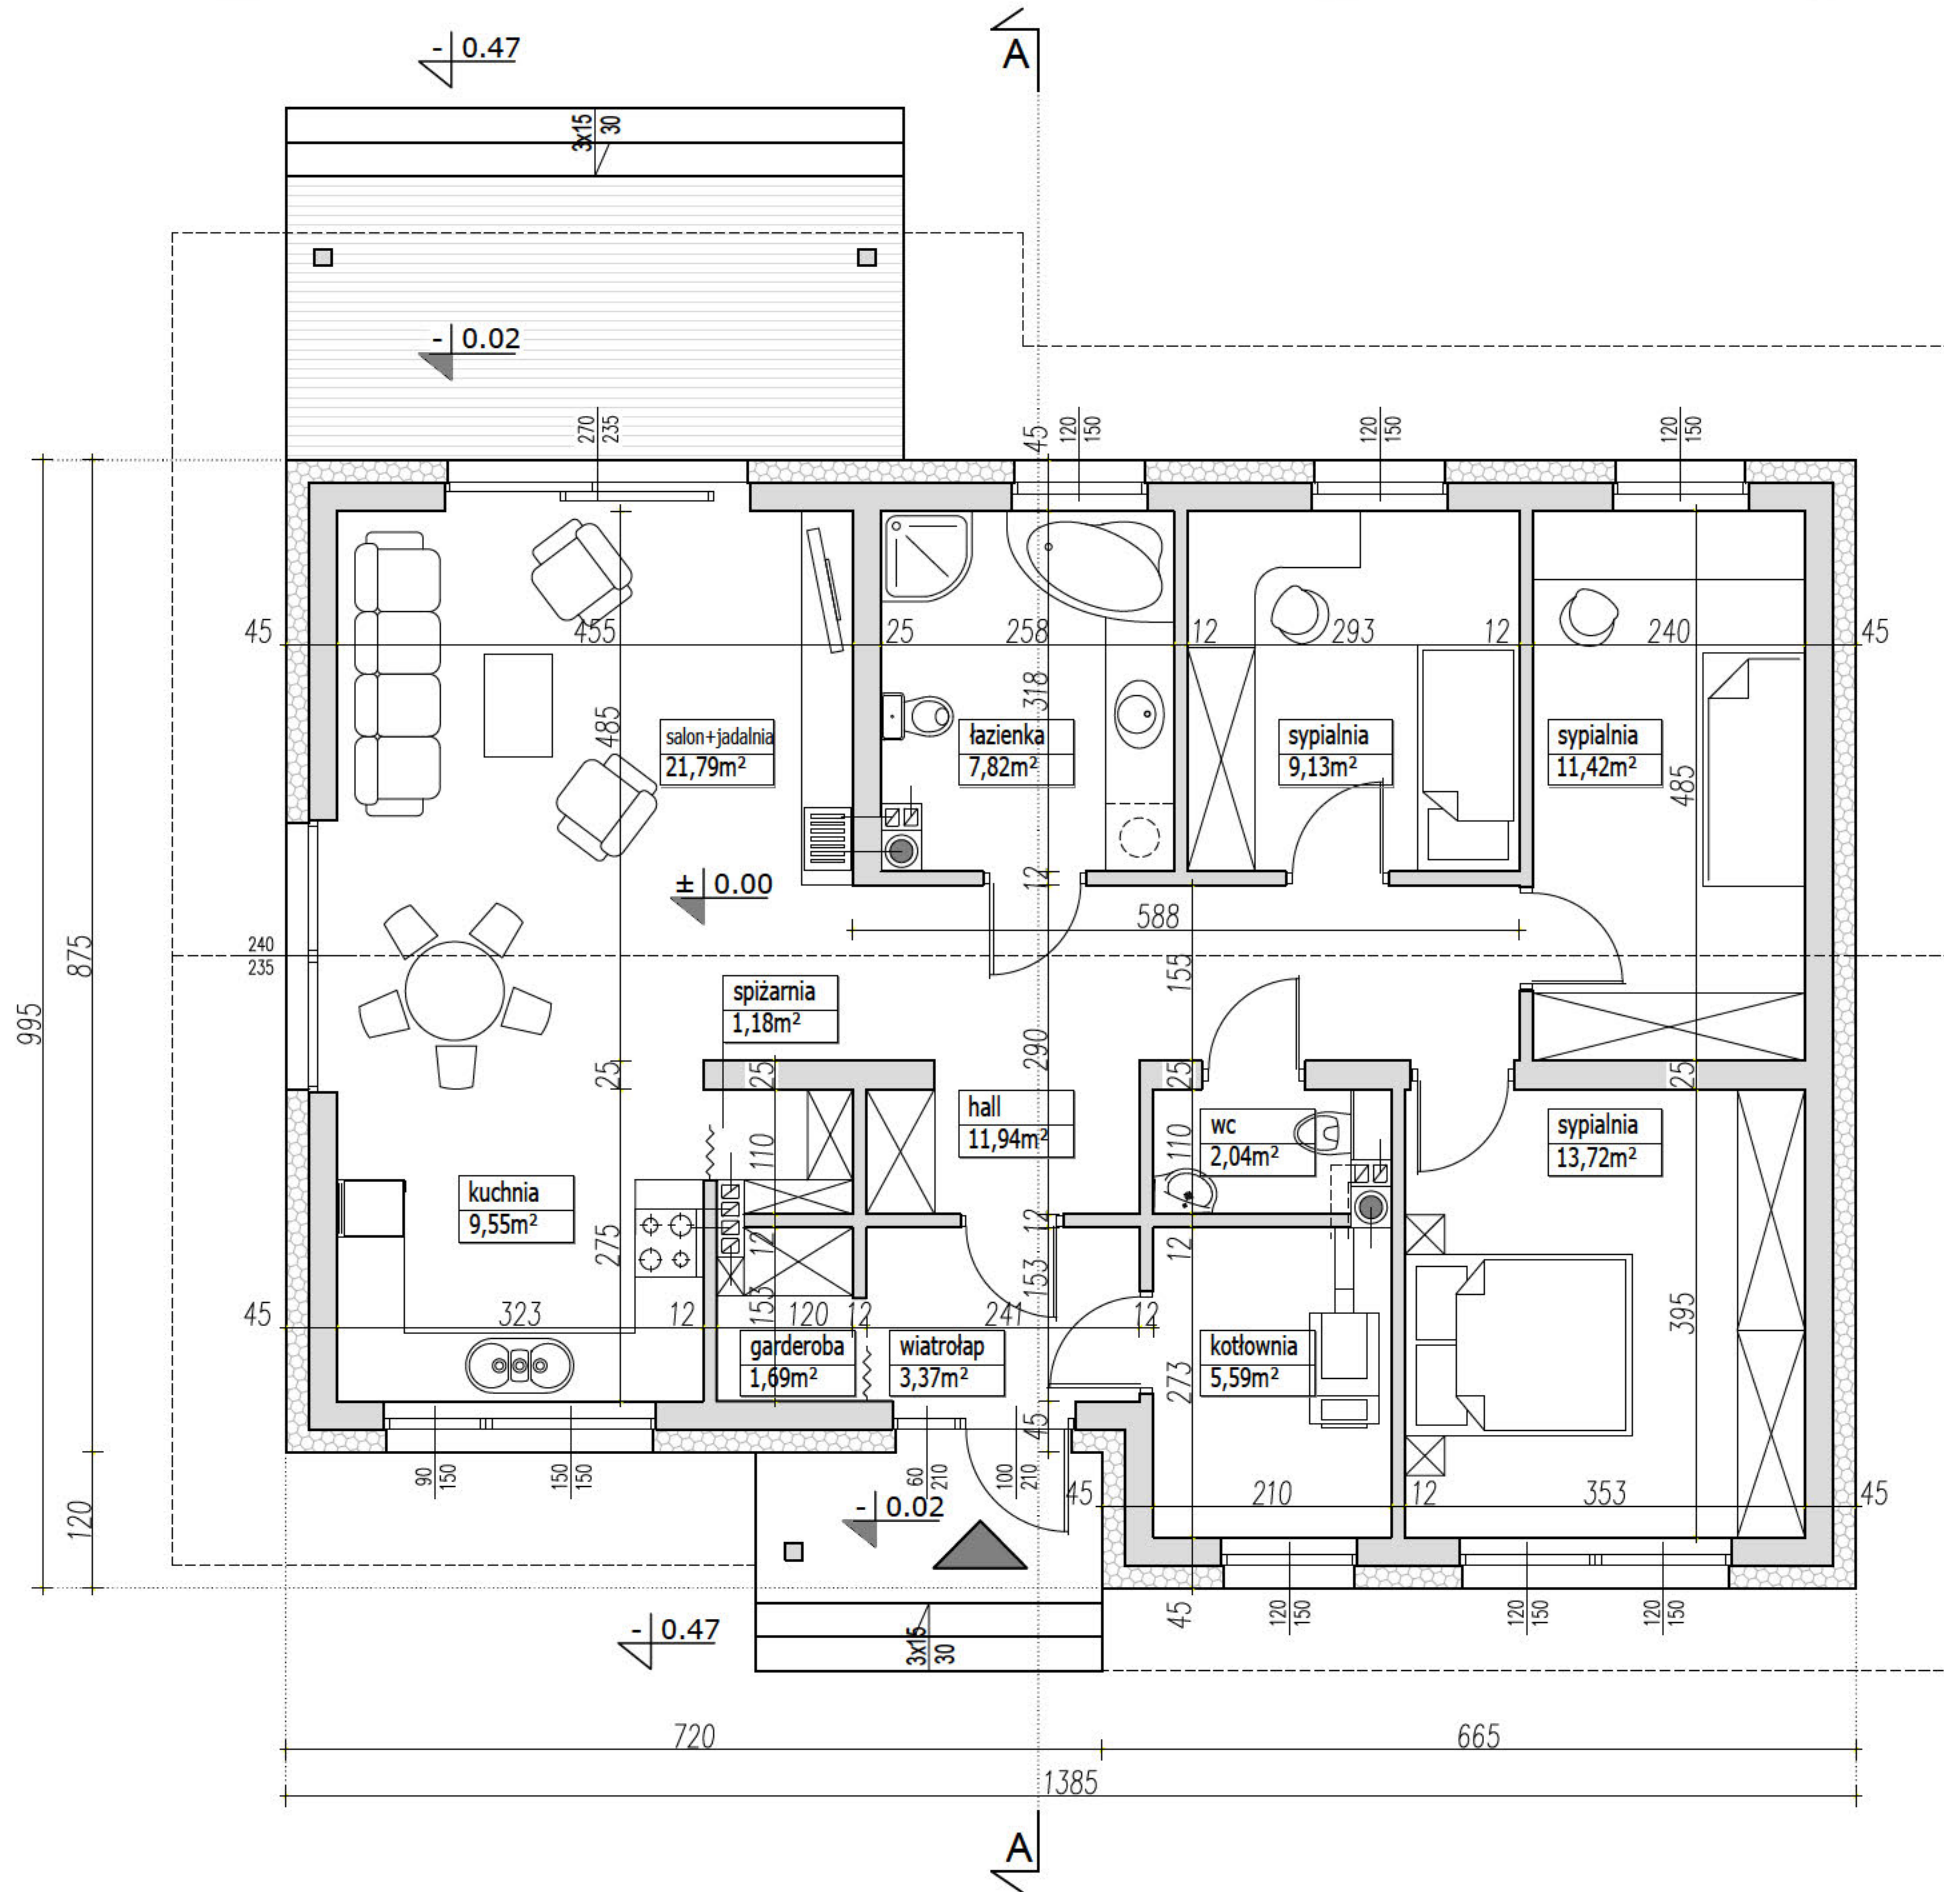 A
- 0.47
3x15
30
- 0.02
270
235
45
120
150
120
150
120
150
45
455
25
258
12
293
12
240
45
485
318
485
salon+jadalnia
21,79m²
łazienka
7,82m²
sypialnia
9,13m²
sypialnia
11,42m²
± 0.00
12
588
240
235
875
995
155
spiżarnia
1,18m²
290
25
25
25
25
hall
11,94m²
wc
2,04m²
sypialnia
13,72m²
110
110
kuchnia
9,55m²
275
12
12
12
153
153
395
45
323
12
120
12
241
12
garderoba
1,69m²
wiatrołap
3,37m²
kotłownia
5,59m²
273
45
90
150
150
150
60
210
100
210
45
210
12
353
45
120
- 0.02
45
120
150
120
150
120
150
- 0.47
3x15
30
720
665
1385
A